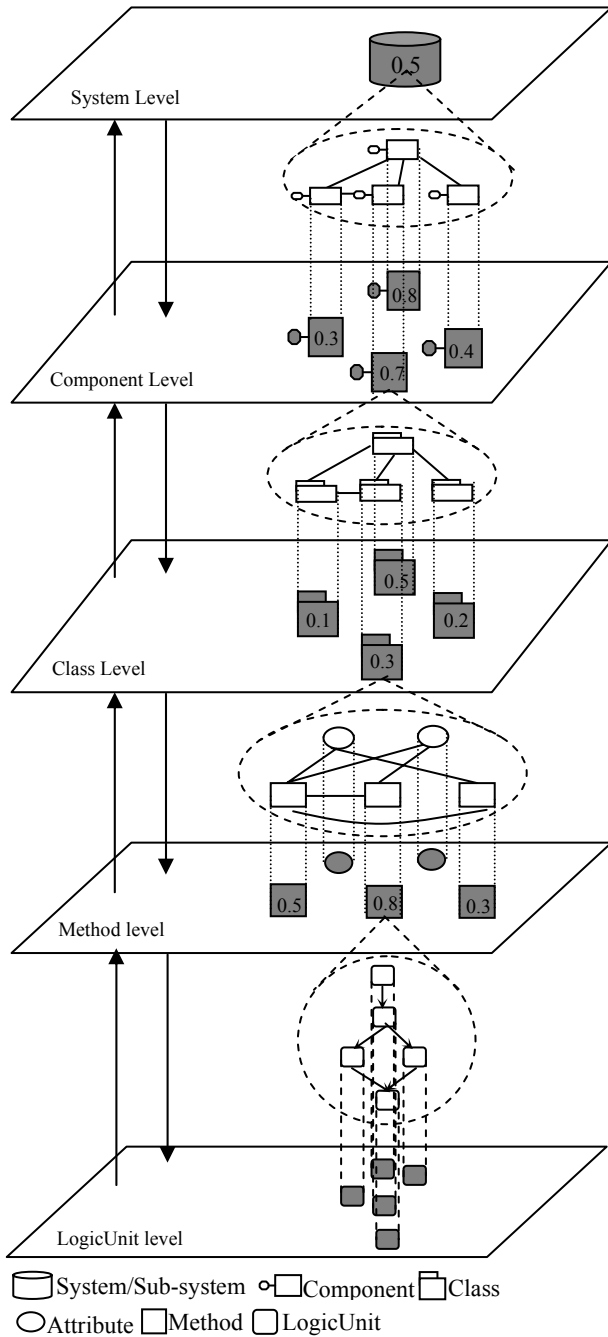 0.5
System Level
0.8
0.3
0.4
0.7
Component Level
0.5
0.1
0.2
0.3
Class Level
0.5
0.8
0.3
Method level
LogicUnit level
System/Sub-system Component Class
Attribute Method LogicUnit